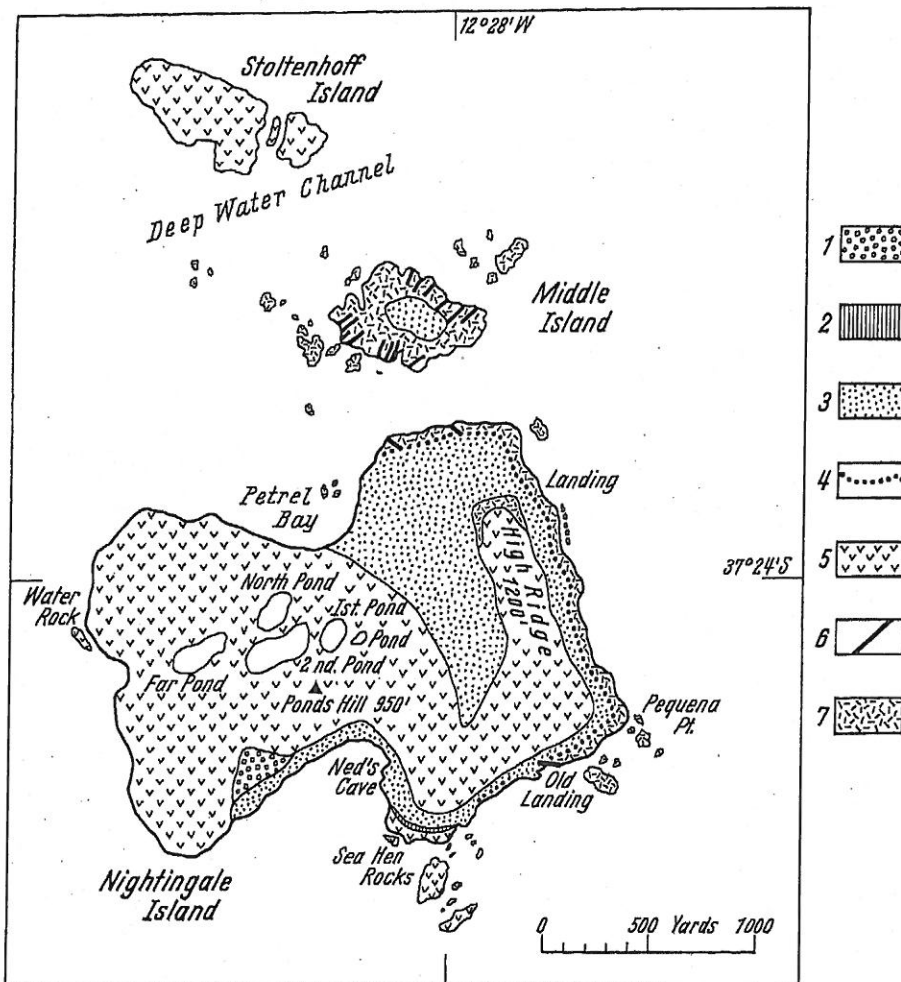 12°28' W
Stoltenhoff
Island
Deep Water Channel
Middle
Island
1
2
3
4
5
6
7
Landing
Petrel
Bay
High Ridge
1200'
37°24'S
North Pond
1st. Pond
Pond
2nd. Pond
Water
Rock
Far Pond
Ponds Hill 950'
Pequena
Pt.
Ned's
Cave
Old
Landing
Sea Hen
Rocks
Nightingale
Island
0 500 Yards 1000